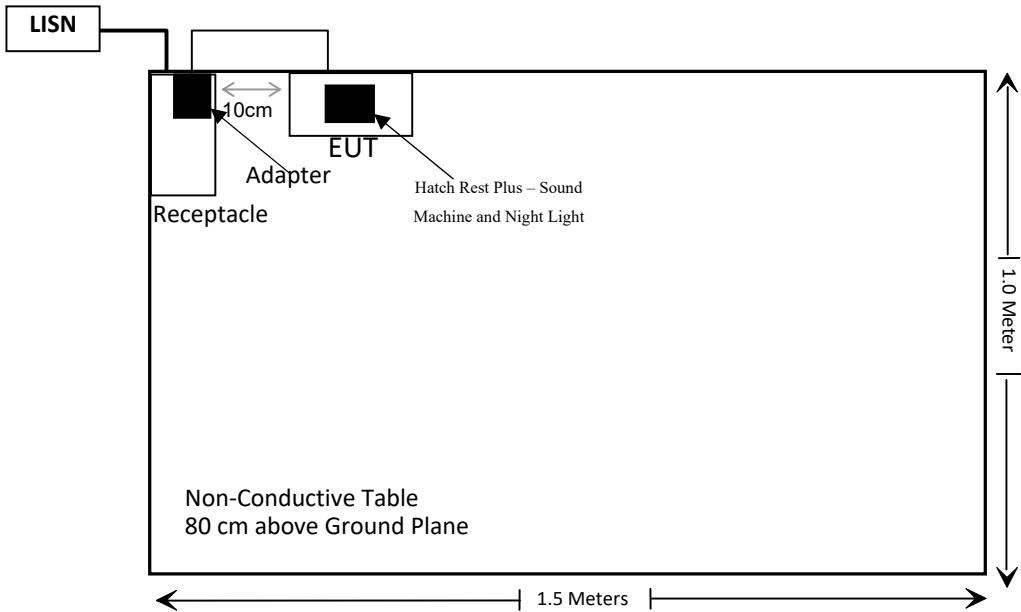 LISN
10cm
EUT
Adapter
Hatch Rest Plus – Sound
Machine and Night Light
Receptacle
1.0 Meter
Non-Conductive Table
80 cm above Ground Plane
1.5 Meters